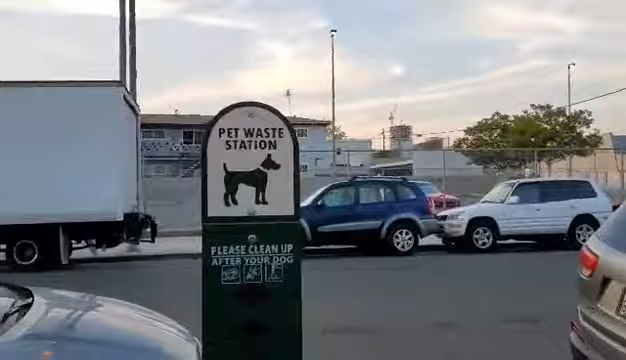 PET WASTE
STATION
PLEASE CLEAN UP
AFTER YOUR DOG